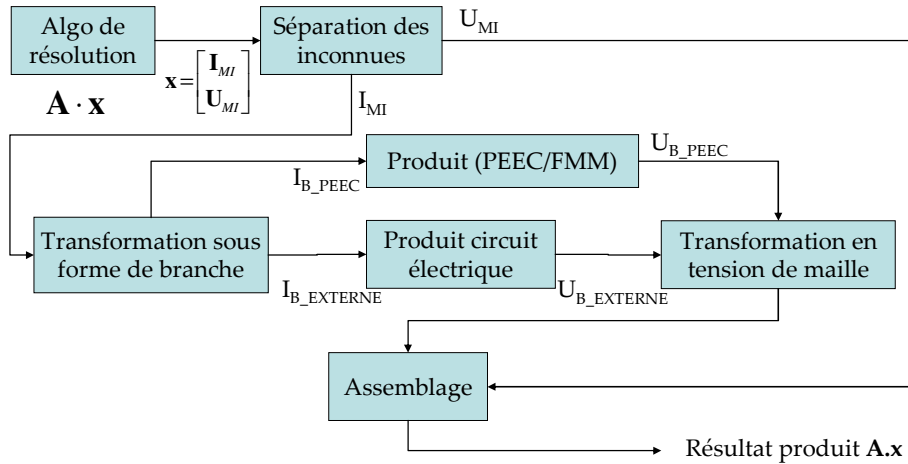 Algo de
résolution
A · x
x = [I_MI
U_MI]
Séparation des
inconnues
U_MI
I_MI
Produit (PEEC/FMM)
U_B_PEEC
I_B_PEEC
Transformation sous
forme de branche
I_B_EXTERNE
Produit circuit
électrique
U_B_EXTERNE
Transformation en
tension de maille
Assemblage
Résultat produit A.x